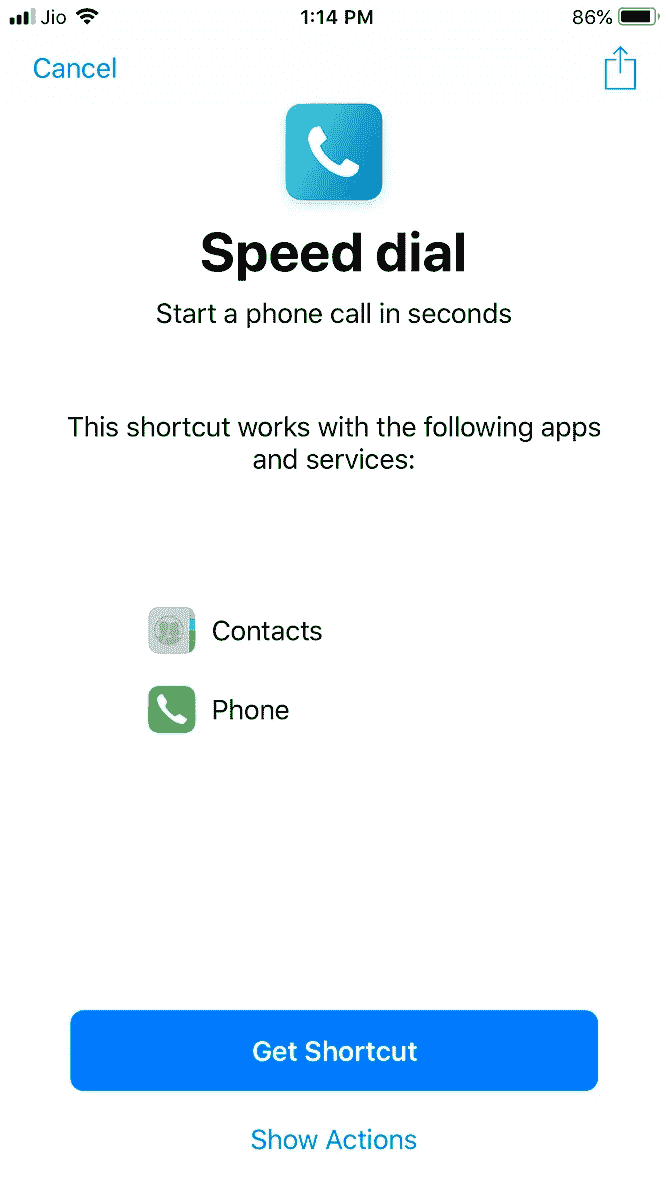 Jio 1:14 PM 86%
Cancel
Speed dial
Start a phone call in seconds
This shortcut works with the following apps
and services:
Contacts
Phone
Get Shortcut
Show Actions